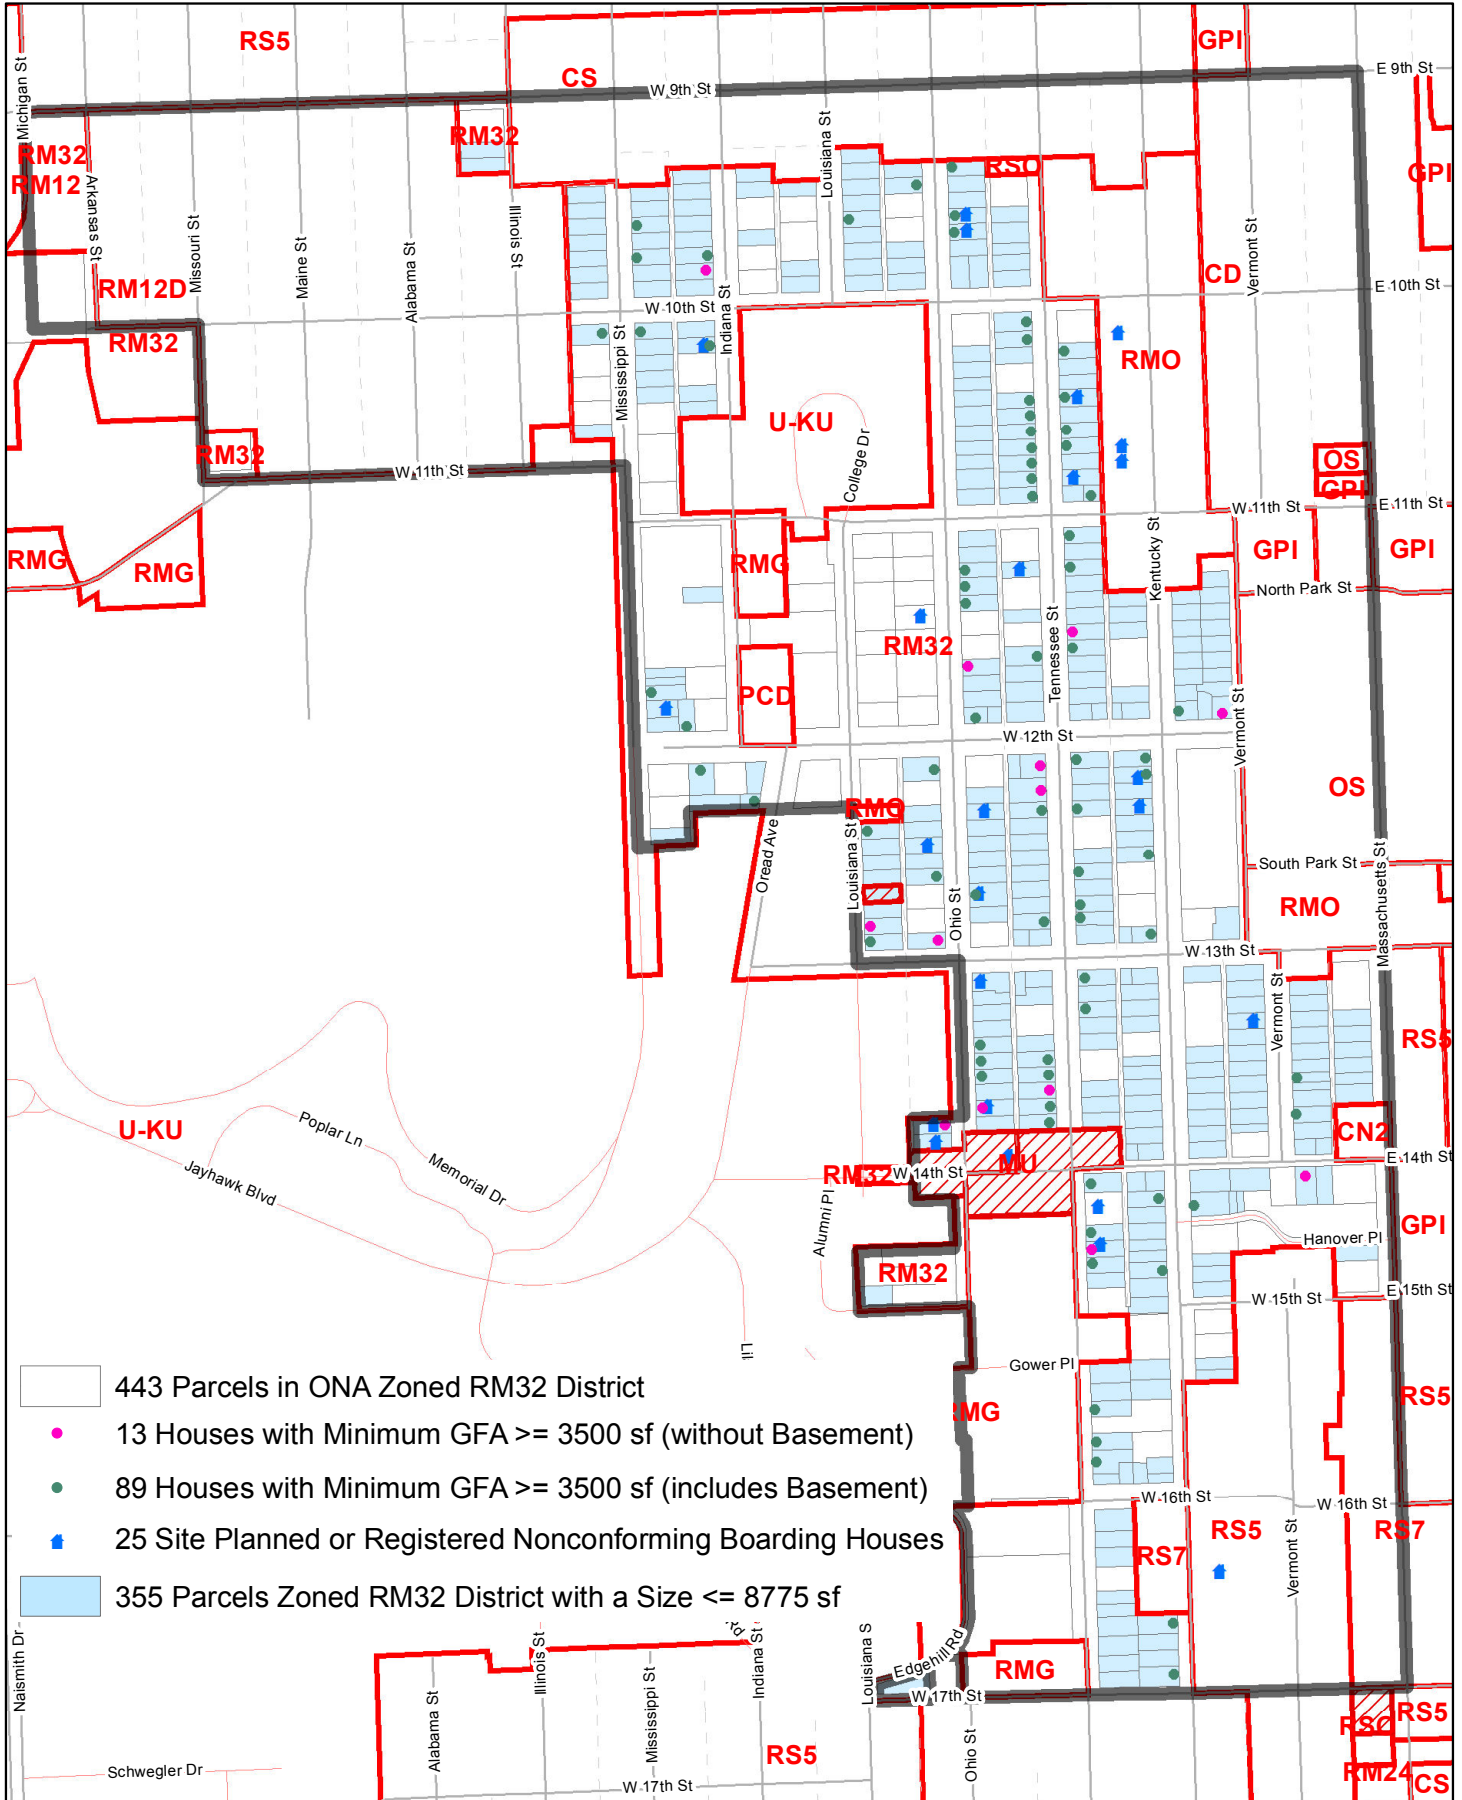 RS5
GPI
CS
E 9th St
W 9th St
Michigan St
RM32
RM12
RM32
Louisiana St
RSO
GPI
Arkansas St
Missouri St
Maine St
Alabama St
Illinois St
Vermont St
CD
E 10th St
RM12D
W 10th St
Indiana St
Mississippi St
RM32
RMO
U-KU
College Dr
RM32
W 11th St
OS
GPI
W 11th St
E 11th St
RMG
RMG
RMG
GPI
GPI
Kentucky St
North Park St
Tennessee St
RM32
PCD
Vermont St
W 12th St
OS
RMO
Oread Ave
Louisiana St
Ohio St
South Park St
Massachusetts St
RMO
W 13th St
Vermont St
RS5
U-KU
Poplar Ln
Memorial Dr
Jayhawk Blvd
CN2
E 14th St
MU
RM32
W 14th St
Alumni Pl
GPI
Hanover Pl
RM32
E 15th St
W 15th St
Lil
Gower Pl
443 Parcels in ONA Zoned RM32 District
RS5
RMG
13 Houses with Minimum GFA >= 3500 sf (without Basement)
89 Houses with Minimum GFA >= 3500 sf (includes Basement)
W 16th St
W 16th St
25 Site Planned or Registered Nonconforming Boarding Houses
RS5
RS7
RS7
Vermont St
355 Parcels Zoned RM32 District with a Size <= 8775 sf
Rd
Naismith Dr
Illinois St
Indiana St
Louisiana S
Edgehill Rd
RMG
Alabama St
Mississippi St
W 17th St
Ohio St
RSO
RS5
RS5
Schwegler Dr
W 17th St
RM24
CS